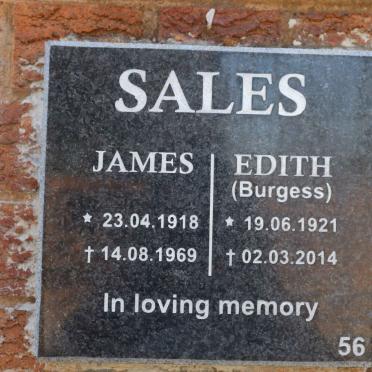 SALES
JAMES
* 23.04.1918
† 14.08.1969
EDITH
(Burgess)
* 19.06.1921
† 02.03.2014
In loving memory
56